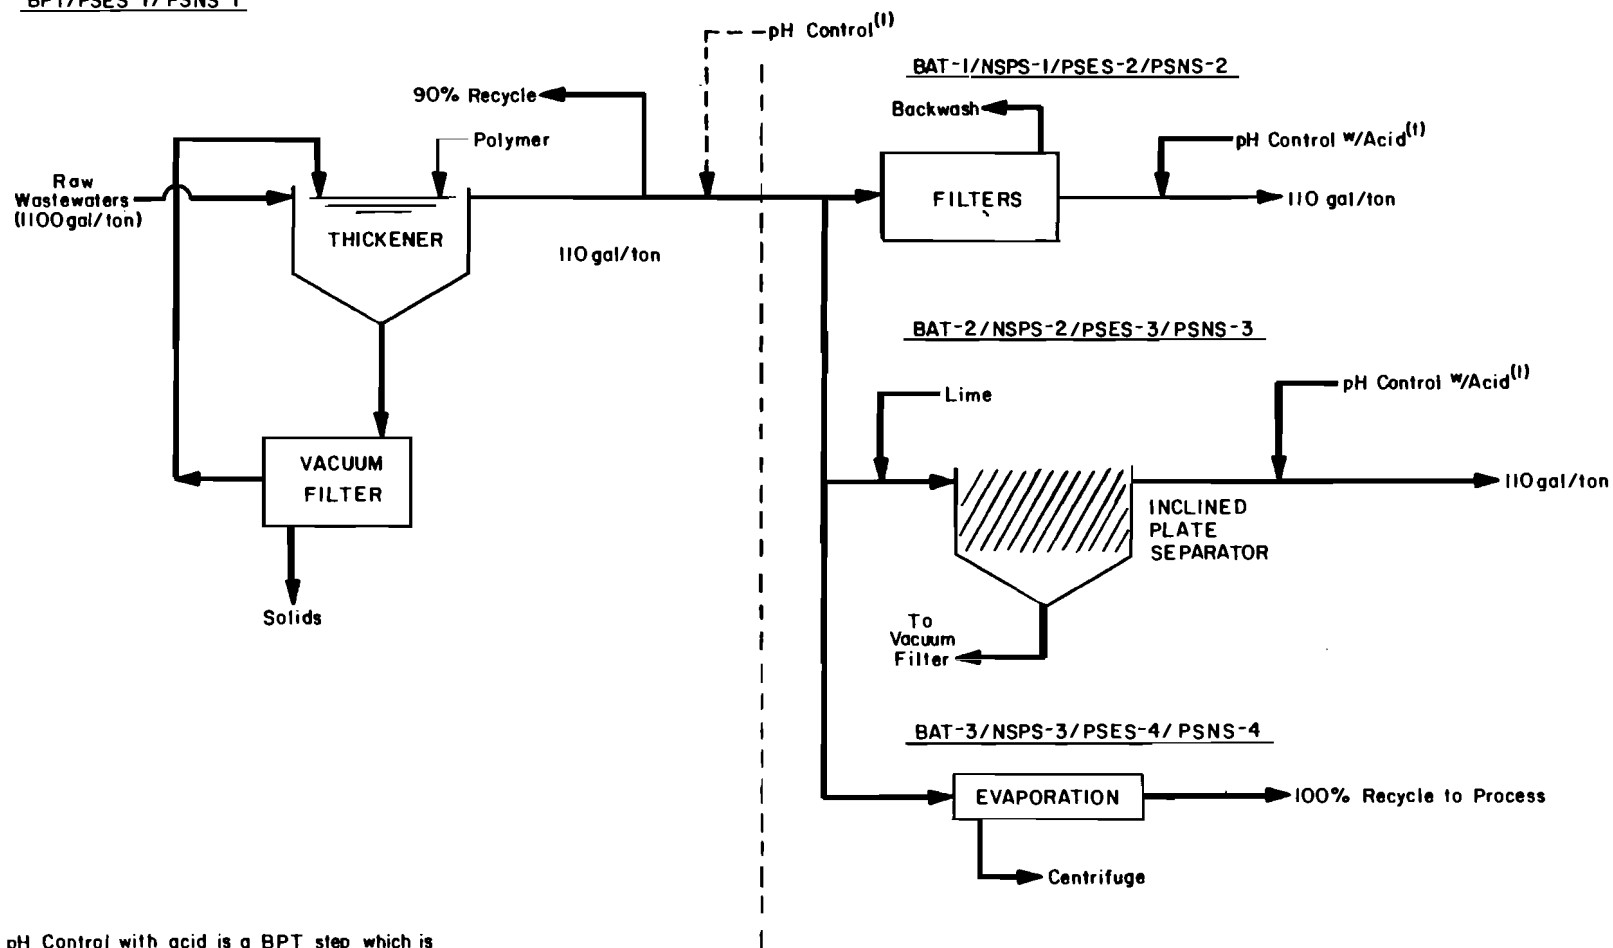 BPT/PSES-1/PSNS-1
pH Control(1)
BAT-1/NSPS-1/PSES-2/PSNS-2
90% Recycle
Backwash
Polymer
pH Control w/Acid(1)
Raw
Wastewaters
(1100 gal/ton)
THICKENER
FILTERS
110 gal/ton
110 gal/ton
BAT-2/NSPS-2/PSES-3/PSNS-3
Lime
pH Control w/Acid(1)
VACUUM
FILTER
110 gal/ton
INCLINED
PLATE
SEPARATOR
Solids
To
Vacuum
Filter
BAT-3/NSPS-3/PSES-4/PSNS-4
EVAPORATION
100% Recycle to Process
Centrifuge
pH Control with acid is a BPT step which is